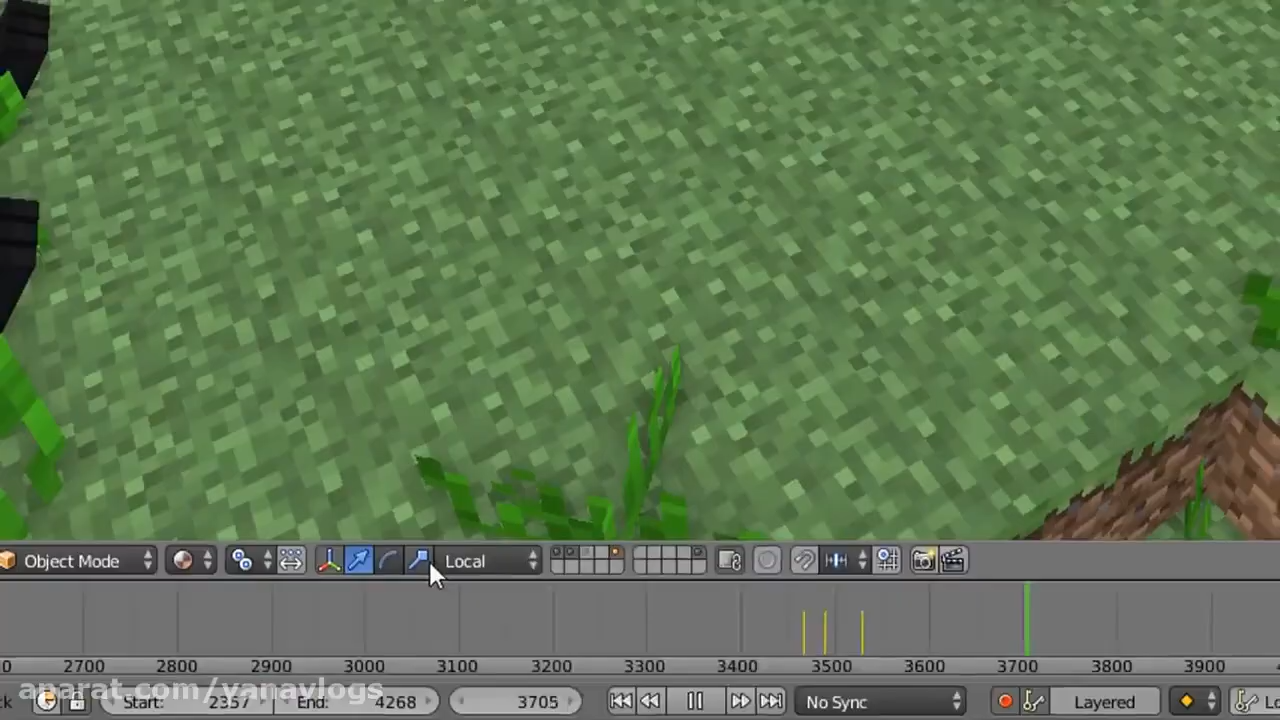 Object Mode Local
0 2700 2800 2900 3000 3100 3200 3300 3400 3500 3600 3700 3800 3900
aparat.com/yanavlogs
Start: 2357 End: 4268 3705 No Sync Layered